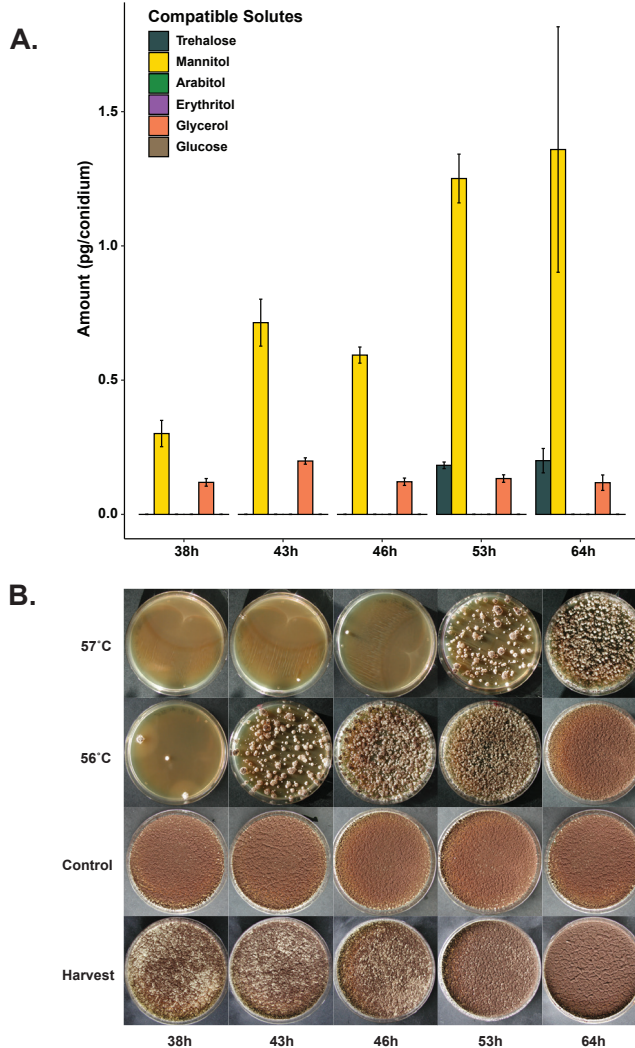 A.
Compatible Solutes
Trehalose
Mannitol
Arabitol
Erythritol
Glycerol
Glucose
Amount (pg/conidium)
1.5
1.0
0.5
0.0
38h 43h 46h 53h 64h
B.
57˚C
56˚C
Control
Harvest
38h 43h 46h 53h 64h